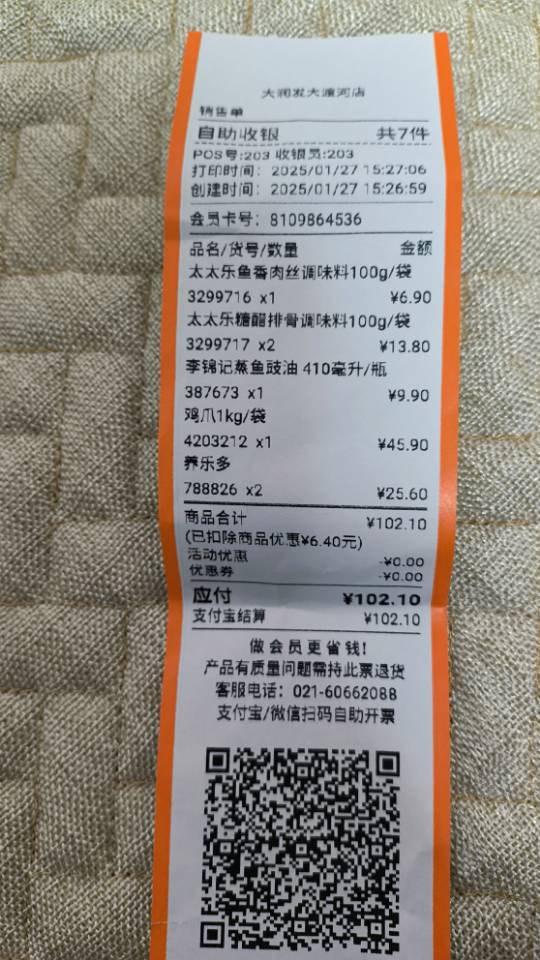 大润发大渡河店
销售单
自助收银 共7件
POS号:203 收银员:203
打印时间： 2025/01/27 15:27:06
创建时间： 2025/01/27 15:26:59
会员卡号： 8109864536
品名/货号/数量 金额
太太乐鱼香肉丝调味料100g/袋
3299716 x1 ¥6.90
太太乐糖醋排骨调味料100g/袋
3299717 x2 ¥13.80
李锦记蒸鱼豉油 410毫升/瓶
387673 x1 ¥9.90
鸡爪1kg/袋
4203212 x1 ¥45.90
养乐多
788826 x2 ¥25.60
商品合计 ¥102.10
(已扣除商品优惠¥6.40元)
活动优惠 -¥0.00
优惠券 -¥0.00
应付 ¥102.10
支付宝结算 ¥102.10
做会员更省钱!
产品有质量问题需持此票退货
客服电话： 021-60662088
支付宝/微信扫码自助开票